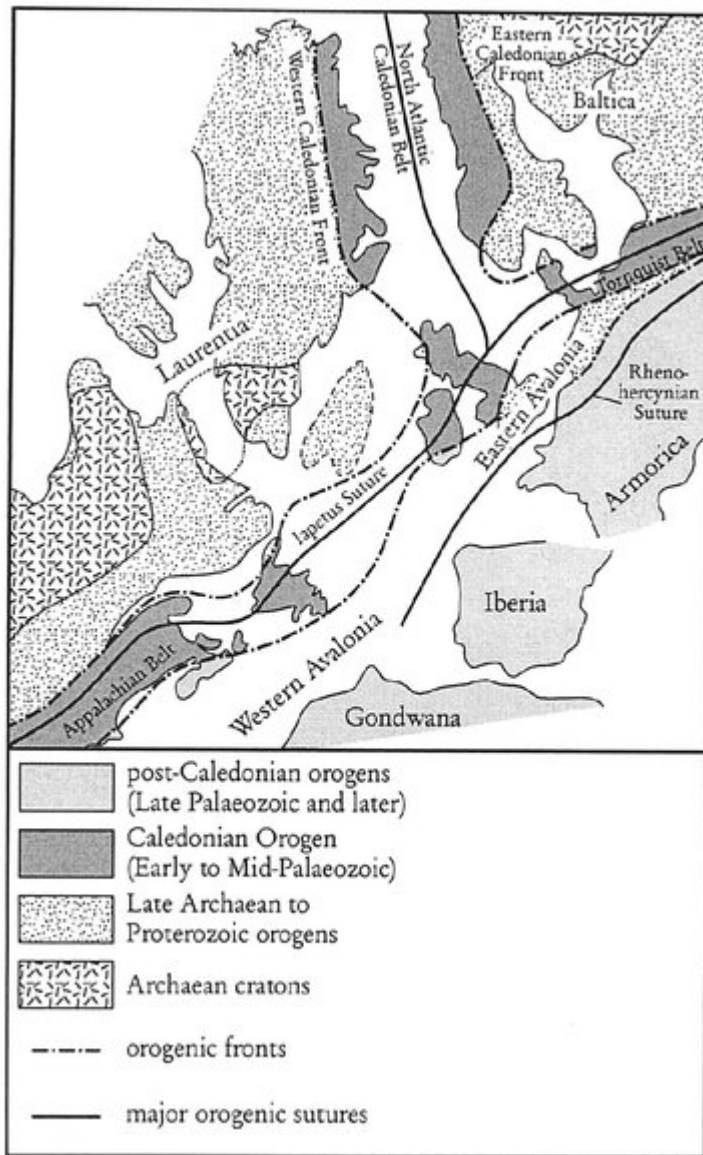 Western Caledonian Front
North Atlantic
Caledonian Belt
Eastern
Caledonian
Front
Baltica
Tornquist Belt
Laurentia
Eastern Avalonia
Rheno-
hercynian
Suture
Armorica
Iapetus Suture
Iberia
Western Avalonia
Appalachian Belt
Gondwana
post-Caledonian orogens
(Late Palaeozoic and later)
Caledonian Orogen
(Early to Mid-Palaeozoic)
Late Archaean to
Proterozoic orogens
Archaean cratons
orogenic fronts
major orogenic sutures